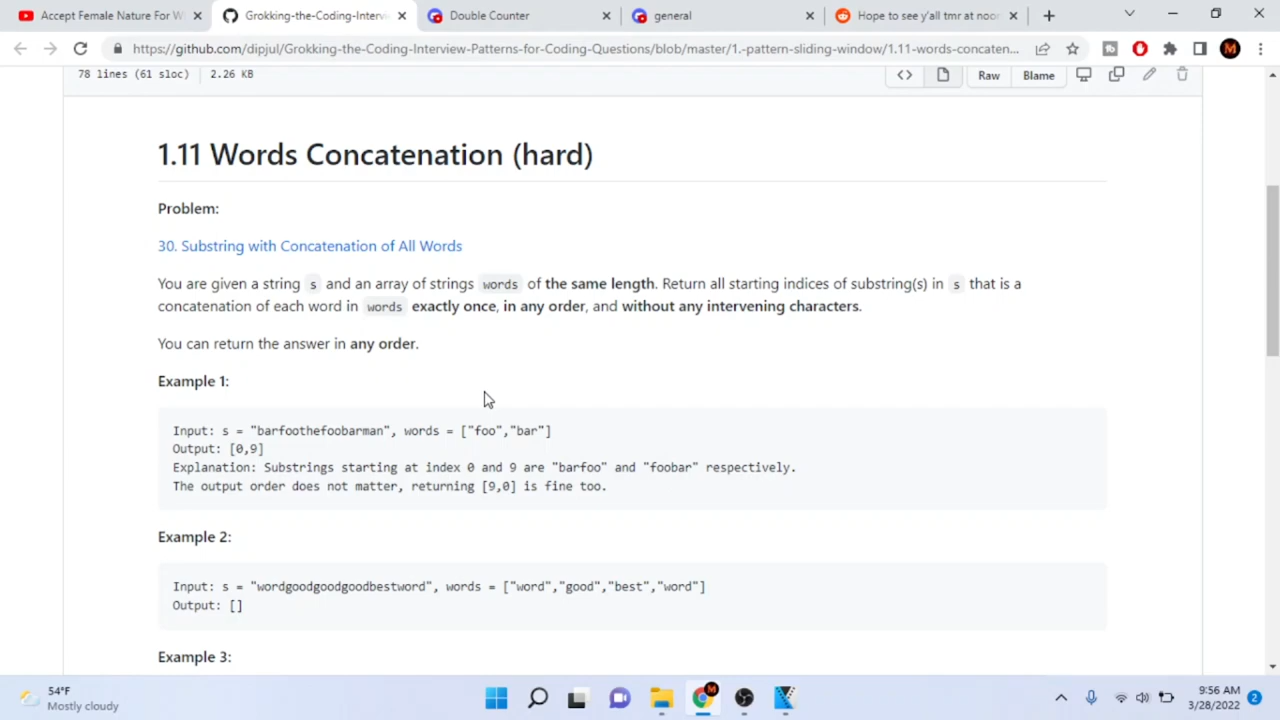 Accept Female Nature For W
Grokking-the-Coding-Intervi
Double Counter
general
Hope to see y'all tmr at noor
https://github.com/dipjul/Grokking-the-Coding-Interview-Patterns-for-Coding-Questions/blob/master/1.-pattern-sliding-window/1.11-words-concaten...
M
78 lines (61 sloc) 2.26 KB
Raw
Blame
1.11 Words Concatenation (hard)
Problem:
30. Substring with Concatenation of All Words
You are given a string s and an array of strings words of the same length. Return all starting indices of substring(s) in s that is a
concatenation of each word in words exactly once, in any order, and without any intervening characters.
You can return the answer in any order.
Example 1:
Input: s = "barfoothefoobarman", words = ["foo","bar"]
Output: [0,9]
Explanation: Substrings starting at index 0 and 9 are "barfoo" and "foobar" respectively.
The output order does not matter, returning [9,0] is fine too.
Example 2:
Input: s = "wordgoodgoodgoodbestword", words = ["word","good","best","word"]
Output: []
Example 3:
54°F
Mostly cloudy
M
9:56 AM
3/28/2022
2